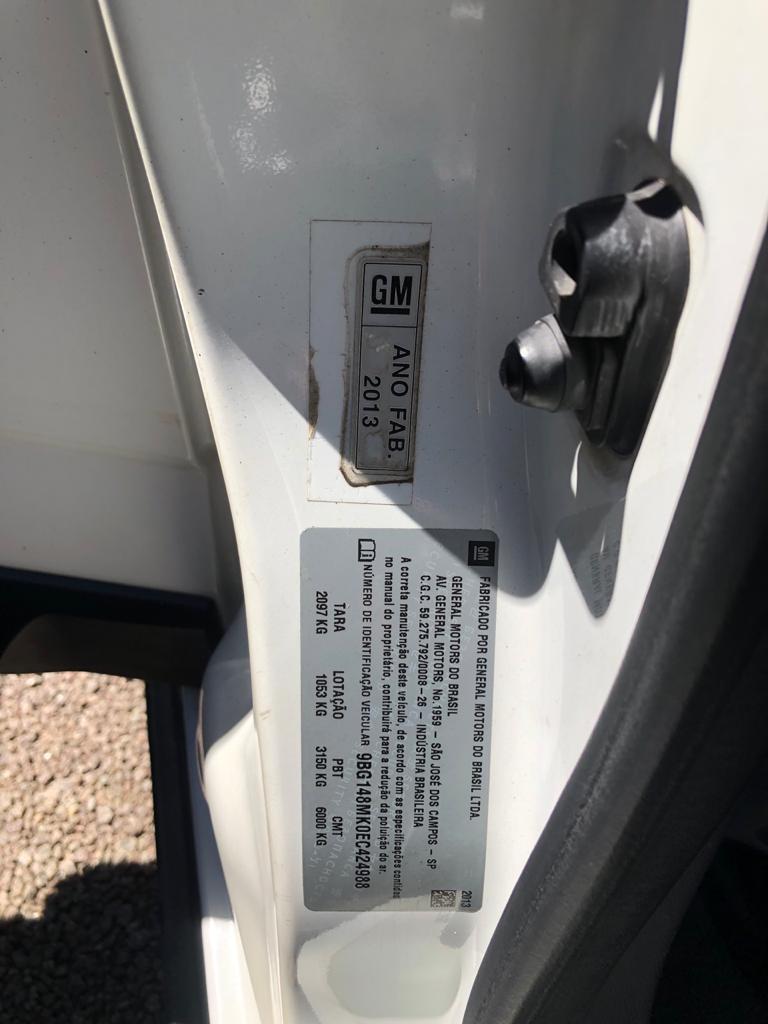 GM
ANO FAB.
2013
GM FABRICADO POR GENERAL MOTORS DO BRASIL LTDA. 2013
GENERAL MOTORS DO BRASIL
AV. GENERAL MOTORS, No. 1959 - SÃO JOSÉ DOS CAMPOS - SP
C.G.C. 59.275.792/0008-26 - INDÚSTRIA BRASILEIRA
A correta manutenção deste veículo, de acordo com as especificações contidas
no manual do proprietário, contribuirá para a redução da poluição do ar.
NÚMERO DE IDENTIFICAÇÃO VEICULAR 9BG148MK0EC424988
TARA LOTAÇÃO PBT CMT
2097 KG 1053 KG 3150 KG 6000 KG